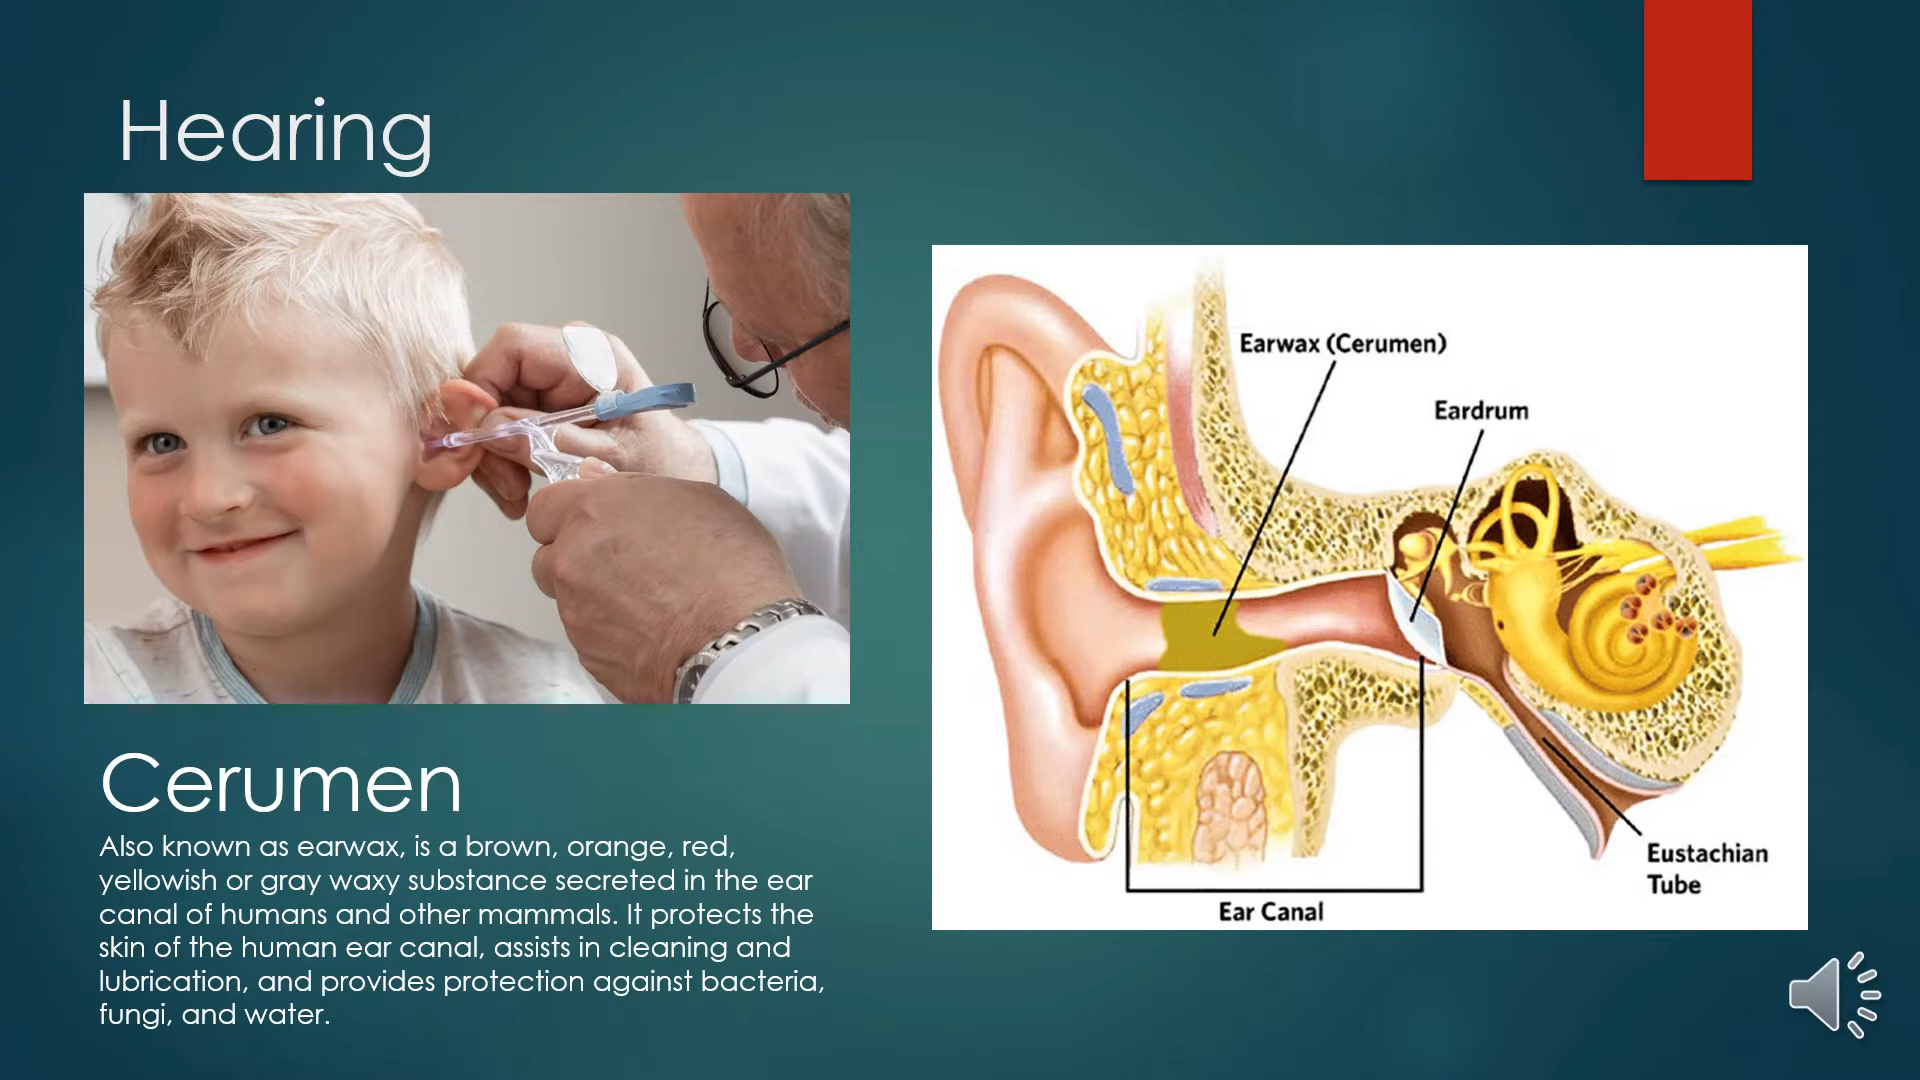 Hearing
Earwax (Cerumen)
Eardrum
Eustachian
Tube
Ear Canal
Cerumen
Also known as earwax, is a brown, orange, red,
yellowish or gray waxy substance secreted in the ear
canal of humans and other mammals. It protects the
skin of the human ear canal, assists in cleaning and
lubrication, and provides protection against bacteria,
fungi, and water.